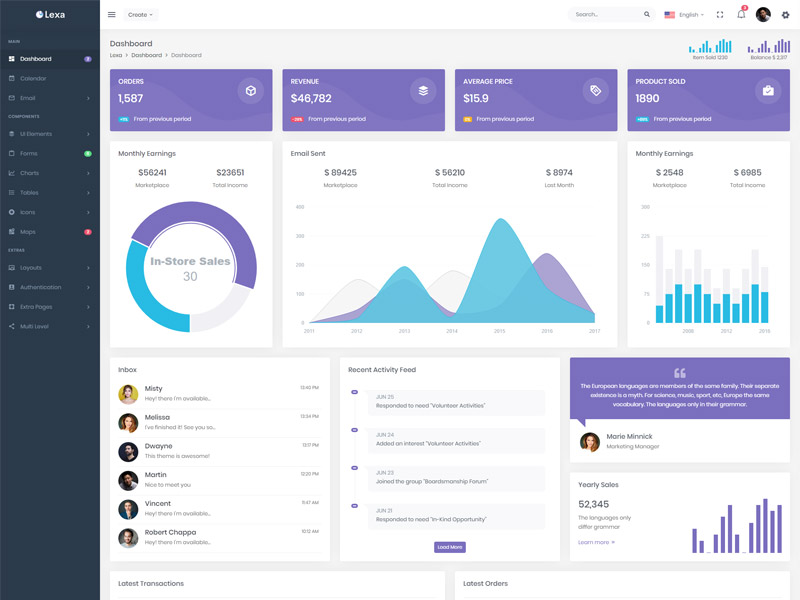 Lexa
Create
Search...
English
3
MAIN
Dashboard
Calendar
Email
COMPONENTS
UI Elements
Forms
Charts
Tables
Icons
Maps
EXTRAS
Layouts
Authentication
Extra Pages
Multi Level
Dashboard
Lexa > Dashboard > Dashboard
Item Sold 1230
Balance $ 2,317
ORDERS
1,587
From previous period
REVENUE
$46,782
From previous period
AVERAGE PRICE
$15.9
From previous period
PRODUCT SOLD
1890
From previous period
Monthly Earnings
$56241
$23651
Marketplace
Total Income
In-Store Sales
30
Email Sent
$ 89425
$ 56210
$ 8974
Marketplace
Total Income
Last Month
400
300
200
100
0
2011 2012 2013 2014 2015 2016 2017
Monthly Earnings
$ 2548
$ 6985
Marketplace
Total Income
300
225
150
75
0
2008 2012 2016
Inbox
Misty
13:40 PM
Hey! there I'm available...
Melissa
13:34 PM
I've finished it! See you so...
Dwayne
13:17 PM
This theme is awesome!
Martin
12:20 PM
Nice to meet you
Vincent
11:47 AM
Hey! there I'm available...
Robert Chappa
10:12 AM
Hey! there I'm available...
Recent Activity Feed
JUN 25
Responded to need "Volunteer Activities"
JUN 24
Added an interest "Volunteer Activities"
JUN 23
Joined the group "Boardsmanship Forum"
JUN 21
Responded to need "In-Kind Opportunity"
Load More
The European languages are members of the same family. Their separate
existence is a myth. For science, music, sport, etc, Europe the same
vocabulary. The languages only in their grammar.
Marie Minnick
Marketing Manager
Yearly Sales
52,345
The languages only
differ grammar
Learn more
Latest Transactions
Latest Orders